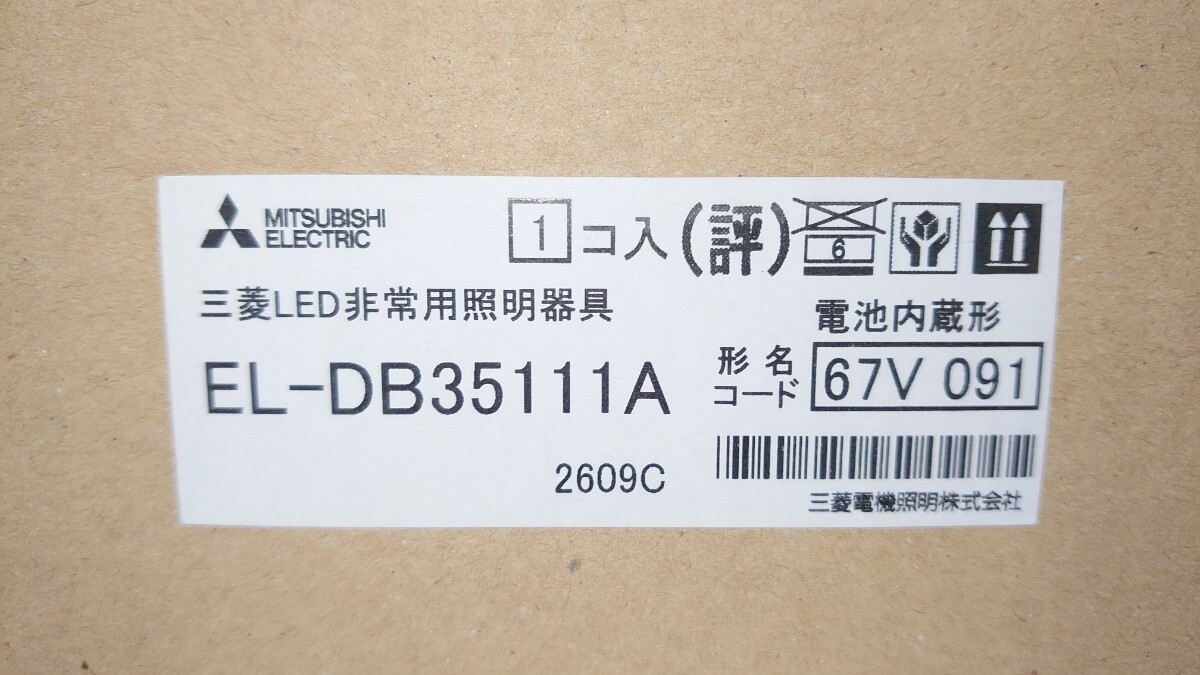 MITSUBISHI
ELECTRIC
1コ入(評)
6
三菱LED非常用照明器具
電池内蔵形
EL-DB35111A
形名
コード
67V 091
2609C
三菱電機照明株式会社